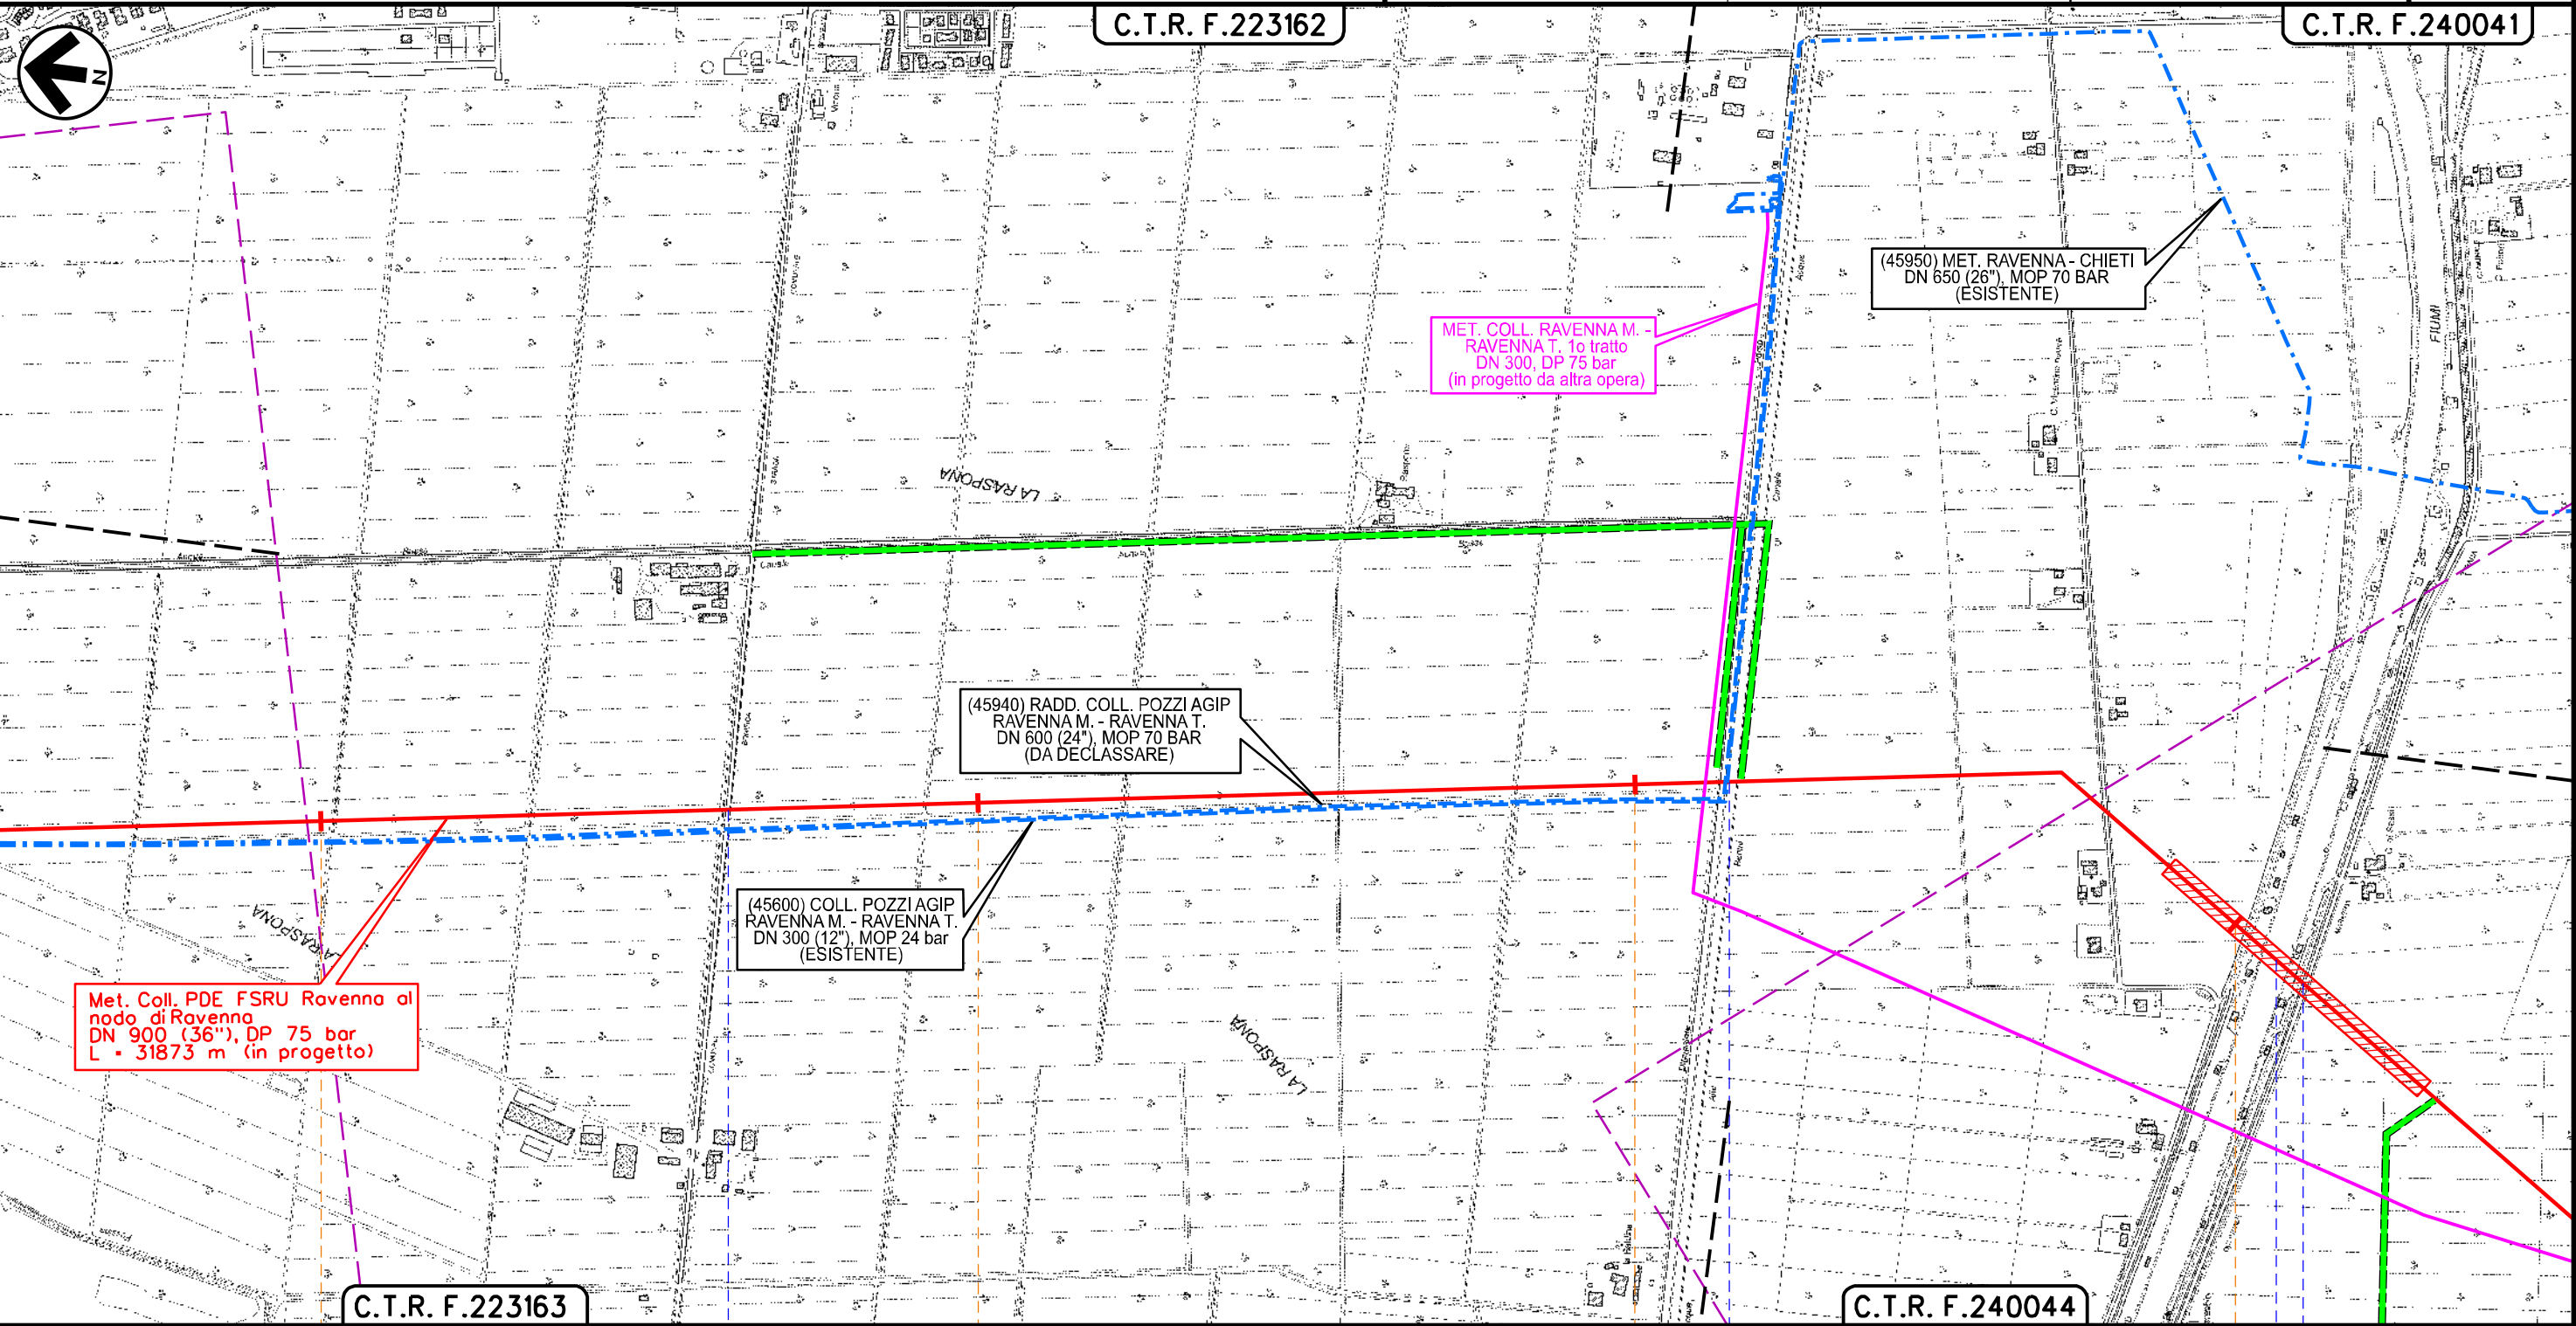 C.T.R. F.223162
C.T.R. F.240041
N
(45950) MET. RAVENNA - CHIETI
DN 650 (26"), MOP 70 BAR
(ESISTENTE)
FIUMI
MET. COLL. RAVENNA M. -
RAVENNA T. 1o tratto
DN 300, DP 75 bar
(in progetto da altra opera)
LA RASPONA
(45940) RADD. COLL. POZZI AGIP
RAVENNA M. - RAVENNA T.
DN 600 (24"), MOP 70 BAR
(DA DECLASSARE)
(45600) COLL. POZZI AGIP
RAVENNA M. - RAVENNA T.
DN 300 (12"), MOP 24 bar
(ESISTENTE)
LA RASPONA
Met. Coll. PDE FSRU Ravenna al
nodo di Ravenna
DN 900 (36"), DP 75 bar
L = 31873 m (in progetto)
LA RASPONA
C.T.R. F.223163
C.T.R. F.240044